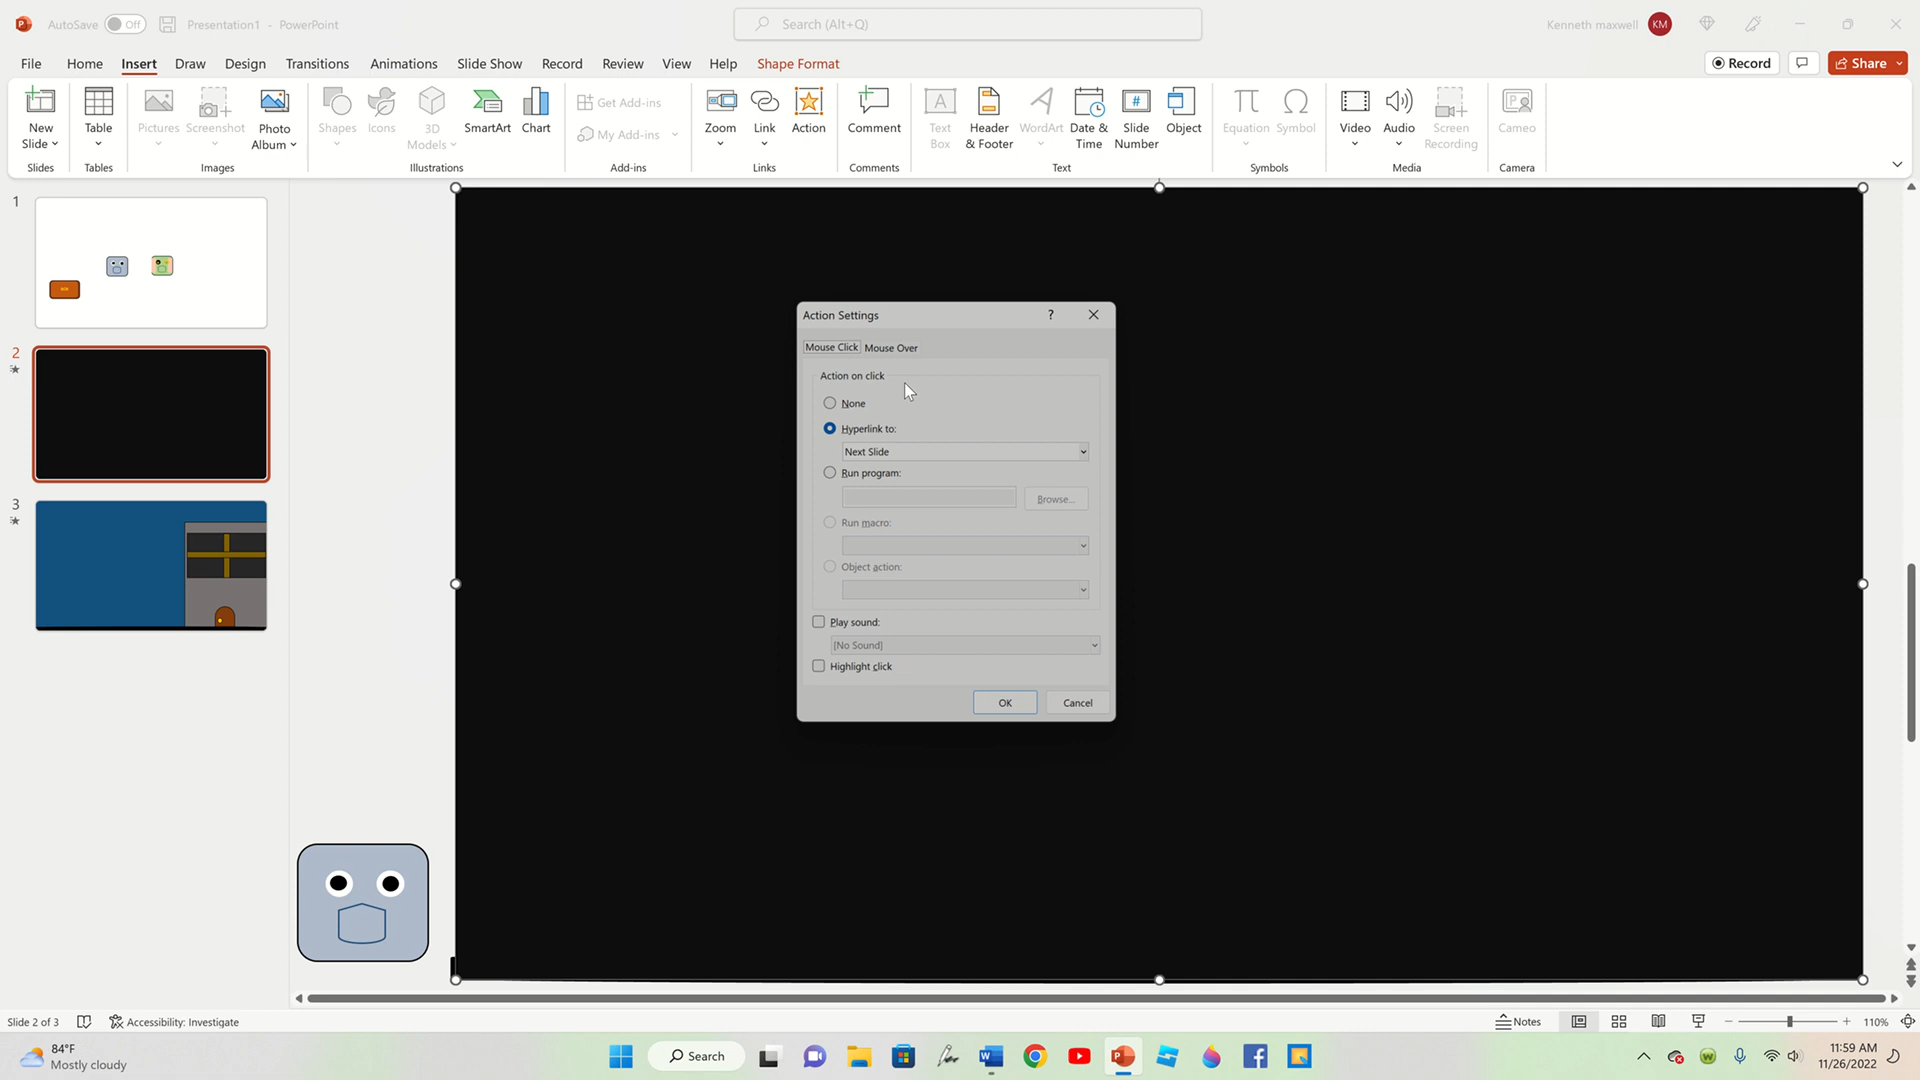 AutoSave Off Presentation1 - PowerPoint Search (Alt+Q) Kenneth maxwell KM
File Home Insert Draw Design Transitions Animations Slide Show Record Review View Help Shape Format Record Share
New Slide
Table
Pictures
Screenshot
Photo Album
Shapes
Icons
3D Models
SmartArt
Chart
Get Add-ins
My Add-ins
Zoom
Link
Action
Comment
Text Box
Header & Footer
WordArt
Date & Time
Slide Number
Object
Equation
Symbol
Video
Audio
Screen Recording
Cameo
Slides Tables Images Illustrations Add-ins Links Comments Text Symbols Media Camera
1
2
3
Action Settings ?
Mouse Click Mouse Over
Action on click
None
Hyperlink to:
Next Slide
Run program:
Browse...
Run macro:
Object action:
Play sound:
[No Sound]
Highlight click
OK Cancel
Slide 2 of 3 Accessibility: Investigate Notes 110%
84°F
Mostly cloudy
Search
11:59 AM
11/26/2022